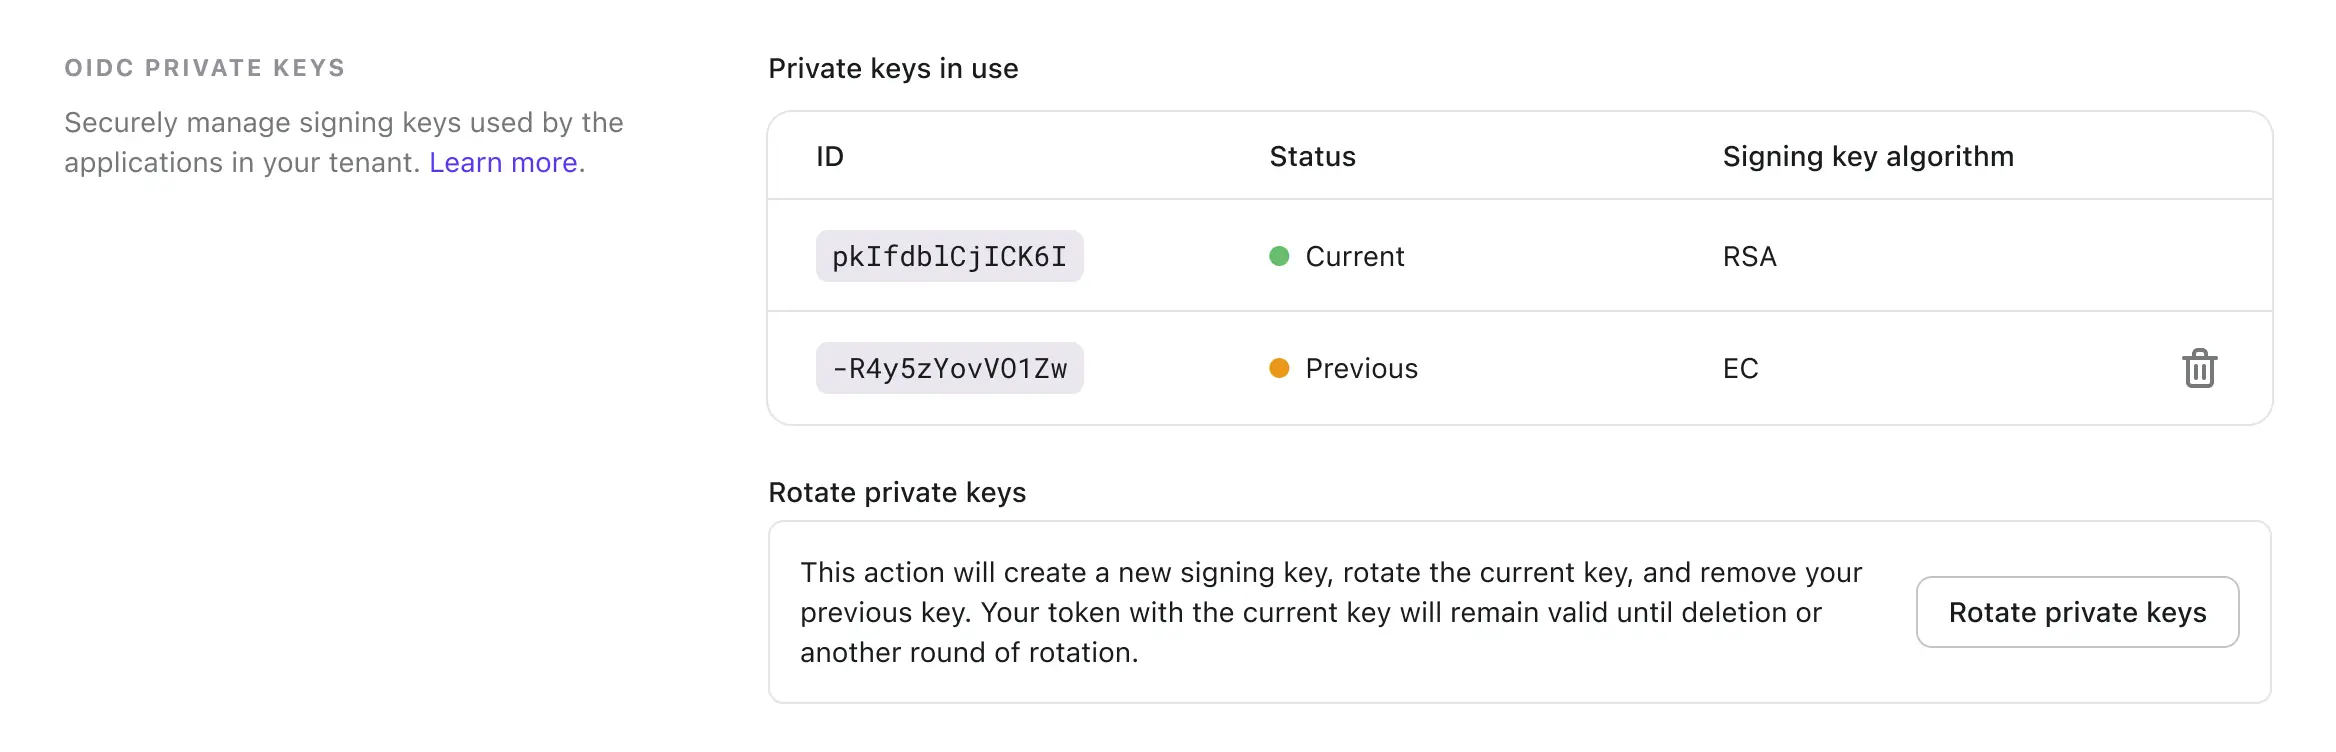 OIDC PRIVATE KEYS
Securely manage signing keys used by the
applications in your tenant. Learn more.
Private keys in use
ID Status Signing key algorithm
pkIfdblCjICK6I Current RSA
-R4y5zYovVO1Zw Previous EC
Rotate private keys
This action will create a new signing key, rotate the current key, and remove your
previous key. Your token with the current key will remain valid until deletion or
another round of rotation.
Rotate private keys